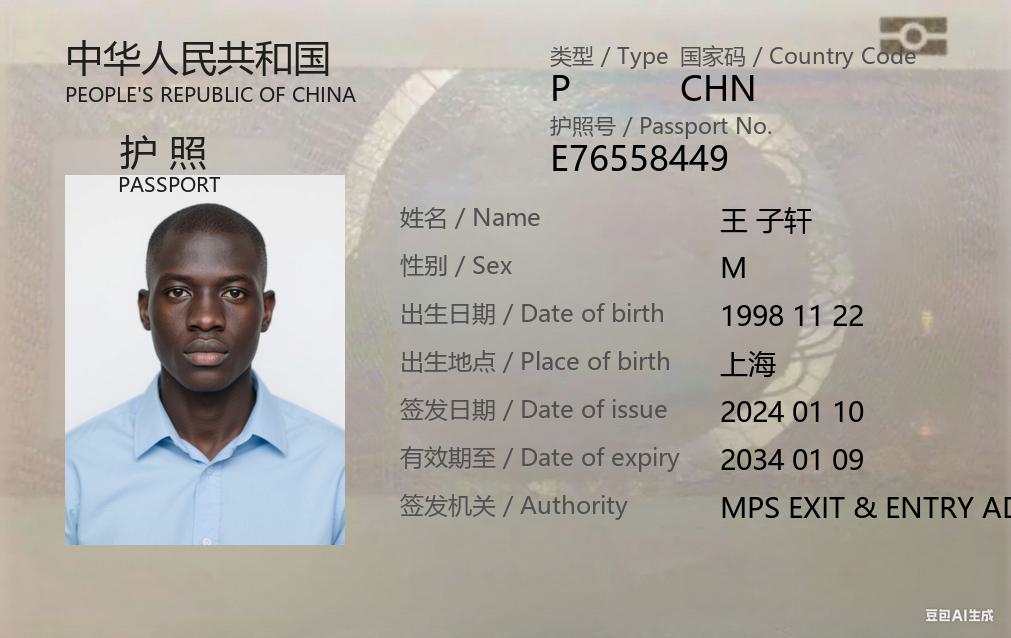 中华人民共和国
PEOPLE'S REPUBLIC OF CHINA
护 照
PASSPORT
类型 / Type 国家码 / Country Code
P CHN
护照号 / Passport No.
E76558449
姓名 / Name 王 子轩
性别 / Sex M
出生日期 / Date of birth 1998 11 22
出生地点 / Place of birth 上海
签发日期 / Date of issue 2024 01 10
有效期至 / Date of expiry 2034 01 09
签发机关 / Authority MPS EXIT & ENTRY AD
豆包AI生成